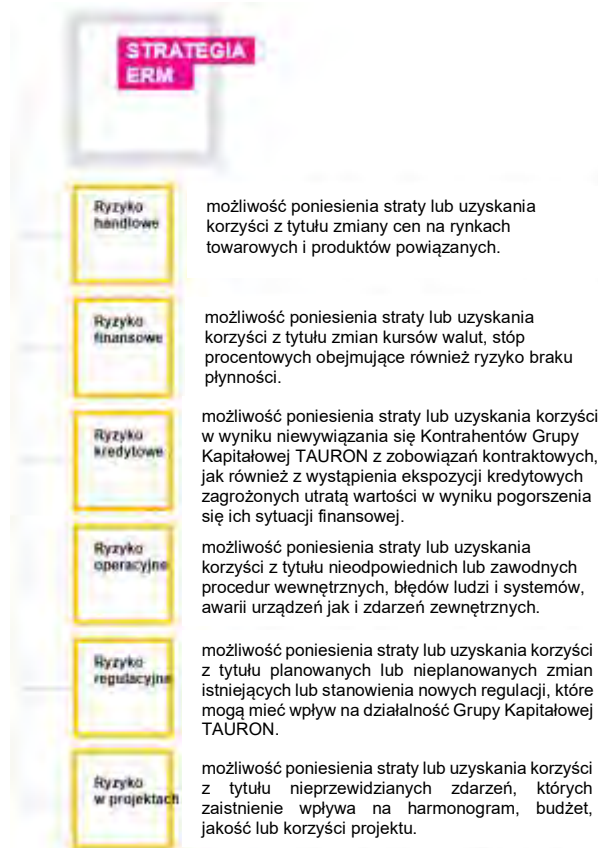 STRATEGIA
ERM
Ryzyko
handlowe
możliwość poniesienia straty lub uzyskania
korzyści z tytułu zmiany cen na rynkach
towarowych i produktów powiązanych.
Ryzyko
finansowe
możliwość poniesienia straty lub uzyskania
korzyści z tytułu zmian kursów walut, stóp
procentowych obejmujące również ryzyko braku
płynności.
Ryzyko
kredytowe
możliwość poniesienia straty lub uzyskania korzyści
w wyniku niewywiązania się Kontrahentów Grupy
Kapitałowej TAURON z zobowiązań kontraktowych,
jak również z wystąpienia ekspozycji kredytowych
zagrożonych utratą wartości w wyniku pogorszenia
się ich sytuacji finansowej.
Ryzyko
operacyjne
możliwość poniesienia straty lub uzyskania
korzyści z tytułu nieodpowiednich lub zawodnych
procedur wewnętrznych, błędów ludzi i systemów,
awarii urządzeń jak i zdarzeń zewnętrznych.
Ryzyko
regulacyjne
możliwość poniesienia straty lub uzyskania korzyści
z tytułu planowanych lub nieplanowanych zmian
istniejących lub stanowienia nowych regulacji, które
mogą mieć wpływ na działalność Grupy Kapitałowej
TAURON.
Ryzyko
w projektach
możliwość poniesienia straty lub uzyskania korzyści
z tytułu nieprzewidzianych zdarzeń, których
zaistnienie wpływa na harmonogram, budżet,
jakość lub korzyści projektu.